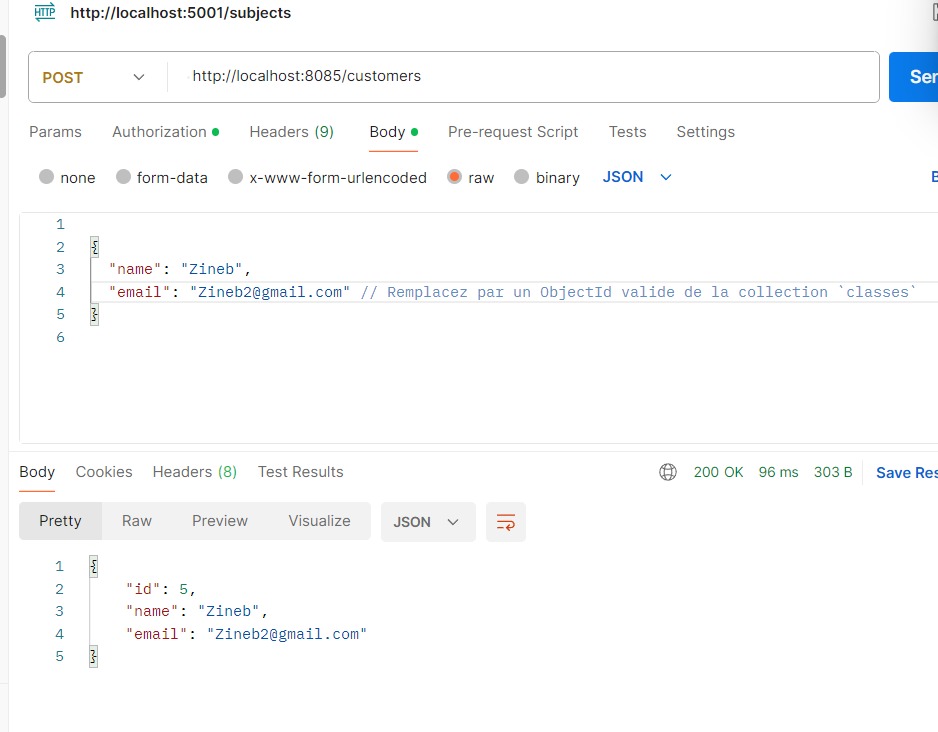 HTTP http://localhost:5001/subjects
POST http://localhost:8085/customers
Params Authorization Headers (9) Body Pre-request Script Tests Settings
none form-data x-www-form-urlencoded raw binary JSON
1
2 {
3 "name": "Zineb",
4 "email": "Zineb2@gmail.com" // Remplacez par un ObjectId valide de la collection `classes`
5 }
6
Body Cookies Headers (8) Test Results 200 OK 96 ms 303 B Save Res
Pretty Raw Preview Visualize JSON
1 {
2 "id": 5,
3 "name": "Zineb",
4 "email": "Zineb2@gmail.com"
5 }